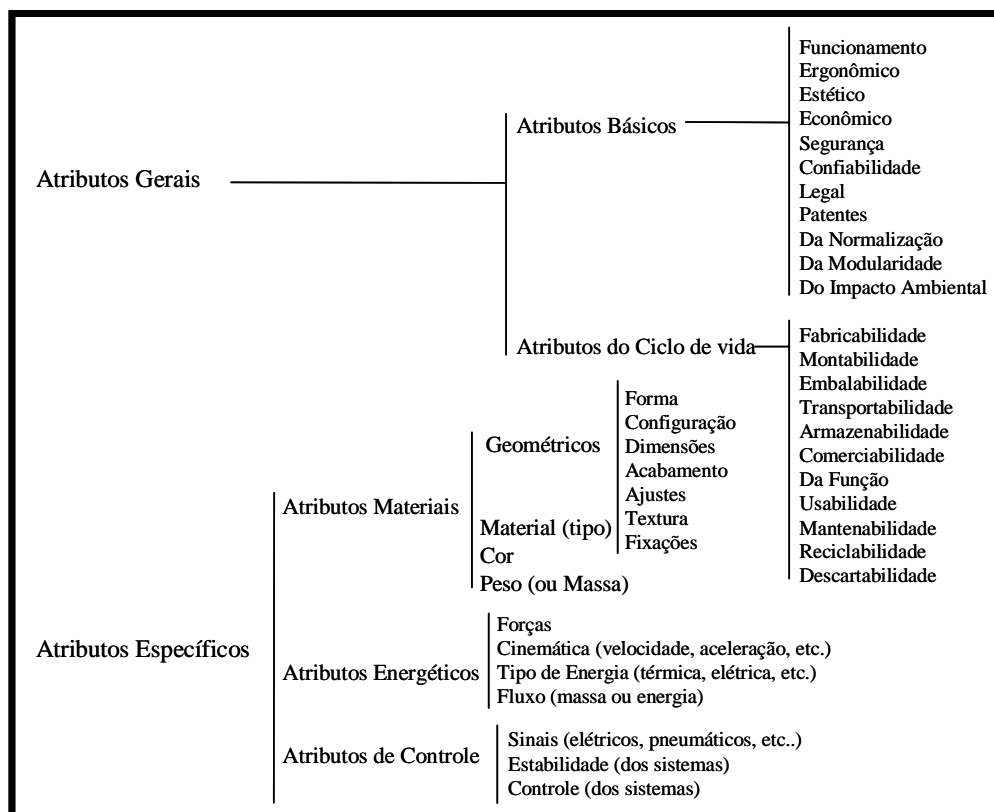 Atributos Gerais
Atributos Básicos
Funcionamento
Ergonômico
Estético
Econômico
Segurança
Confiabilidade
Legal
Patentes
Da Normalização
Da Modularidade
Do Impacto Ambiental
Atributos do Ciclo de vida
Fabricabilidade
Montabilidade
Embalabilidade
Transportabilidade
Armazenabilidade
Comerciabilidade
Da Função
Usabilidade
Mantenabilidade
Reciclabilidade
Descartabilidade
Atributos Específicos
Atributos Materiais
Geométricos
Forma
Configuração
Dimensões
Acabamento
Ajustes
Textura
Fixações
Material (tipo)
Cor
Peso (ou Massa)
Atributos Energéticos
Forças
Cinemática (velocidade, aceleração, etc.)
Tipo de Energia (térmica, elétrica, etc.)
Fluxo (massa ou energia)
Atributos de Controle
Sinais (elétricos, pneumáticos, etc..)
Estabilidade (dos sistemas)
Controle (dos sistemas)